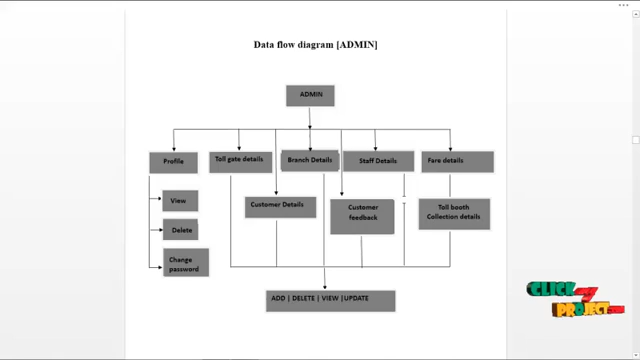 Data flow diagram [ADMIN]
ADMIN
Profile
Toll gate details
Branch Details
Staff Details
Fare details
View
Delete
Change
password
Customer Details
Customer
feedback
Toll booth
Collection details
ADD | DELETE | VIEW |UPDATE
CLICK
my
PROJECT